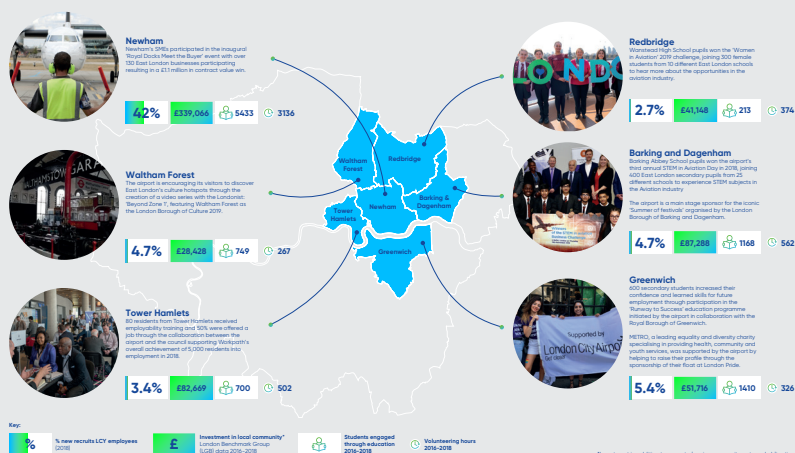 Newham
Newham's SMEs participated in the inaugural
'Royal Docks Meet the Buyer' event with over
130 East London businesses participating
resulting in a £1.1 million in contract value win.
42% £339,066 5433 3136
Waltham Forest
The airport is encouraging its visitors to discover
East London's culture hotspots through the
creation of a video series with the Londonist:
'Beyond Zone 1', featuring Waltham Forest as
the London Borough of Culture 2019.
4.7% £28,428 749 267
Tower Hamlets
80 residents from Tower Hamlets received
employability training and 50% were offered a
job through the collaboration between the
airport and the council supporting Workpath's
overall achievement of 5,000 residents into
employment in 2018.
3.4% £82,669 700 502
Waltham
Forest
Redbridge
Newham
Barking &
Dagenham
Tower
Hamlets
Greenwich
Redbridge
Wanstead High School pupils won the 'Women
in Aviation' 2019 challenge, joining 300 female
students from 10 different East London schools
to hear more about the opportunities in the
aviation industry.
2.7% £41,148 213 374
Barking and Dagenham
Barking Abbey School pupils won the airport's
third annual STEM in Aviation Day in 2018, joining
400 East London secondary pupils from 25
different schools to experience STEM subjects in
the Aviation industry
The airport is a main stage sponsor for the iconic
'Summer of festivals' organised by the London
Borough of Barking and Dagenham.
4.7% £87,288 1168 562
Greenwich
600 secondary students increased their
confidence and learned skills for future
employment through participation in the
'Runway to Success' education programme
initiated by the airport in collaboration with the
Royal Borough of Greenwich.
METRO, a leading equality and diversity charity
specialising in providing health, community and
youth services, was supported by the airport by
helping to raise their profile through the
sponsorship of their float at London Pride.
5.4% £51,716 1410 326
LONDO
WALTHAMSTOW GARA
Supported by
London City Airpo
Key:
% % new recruits LCY employees
(2018)
£ Investment in local community*
London Benchmark Group
(LGB) data 2016-2018
Students engaged
through education
2016-2018
Volunteering hours
2016-2018